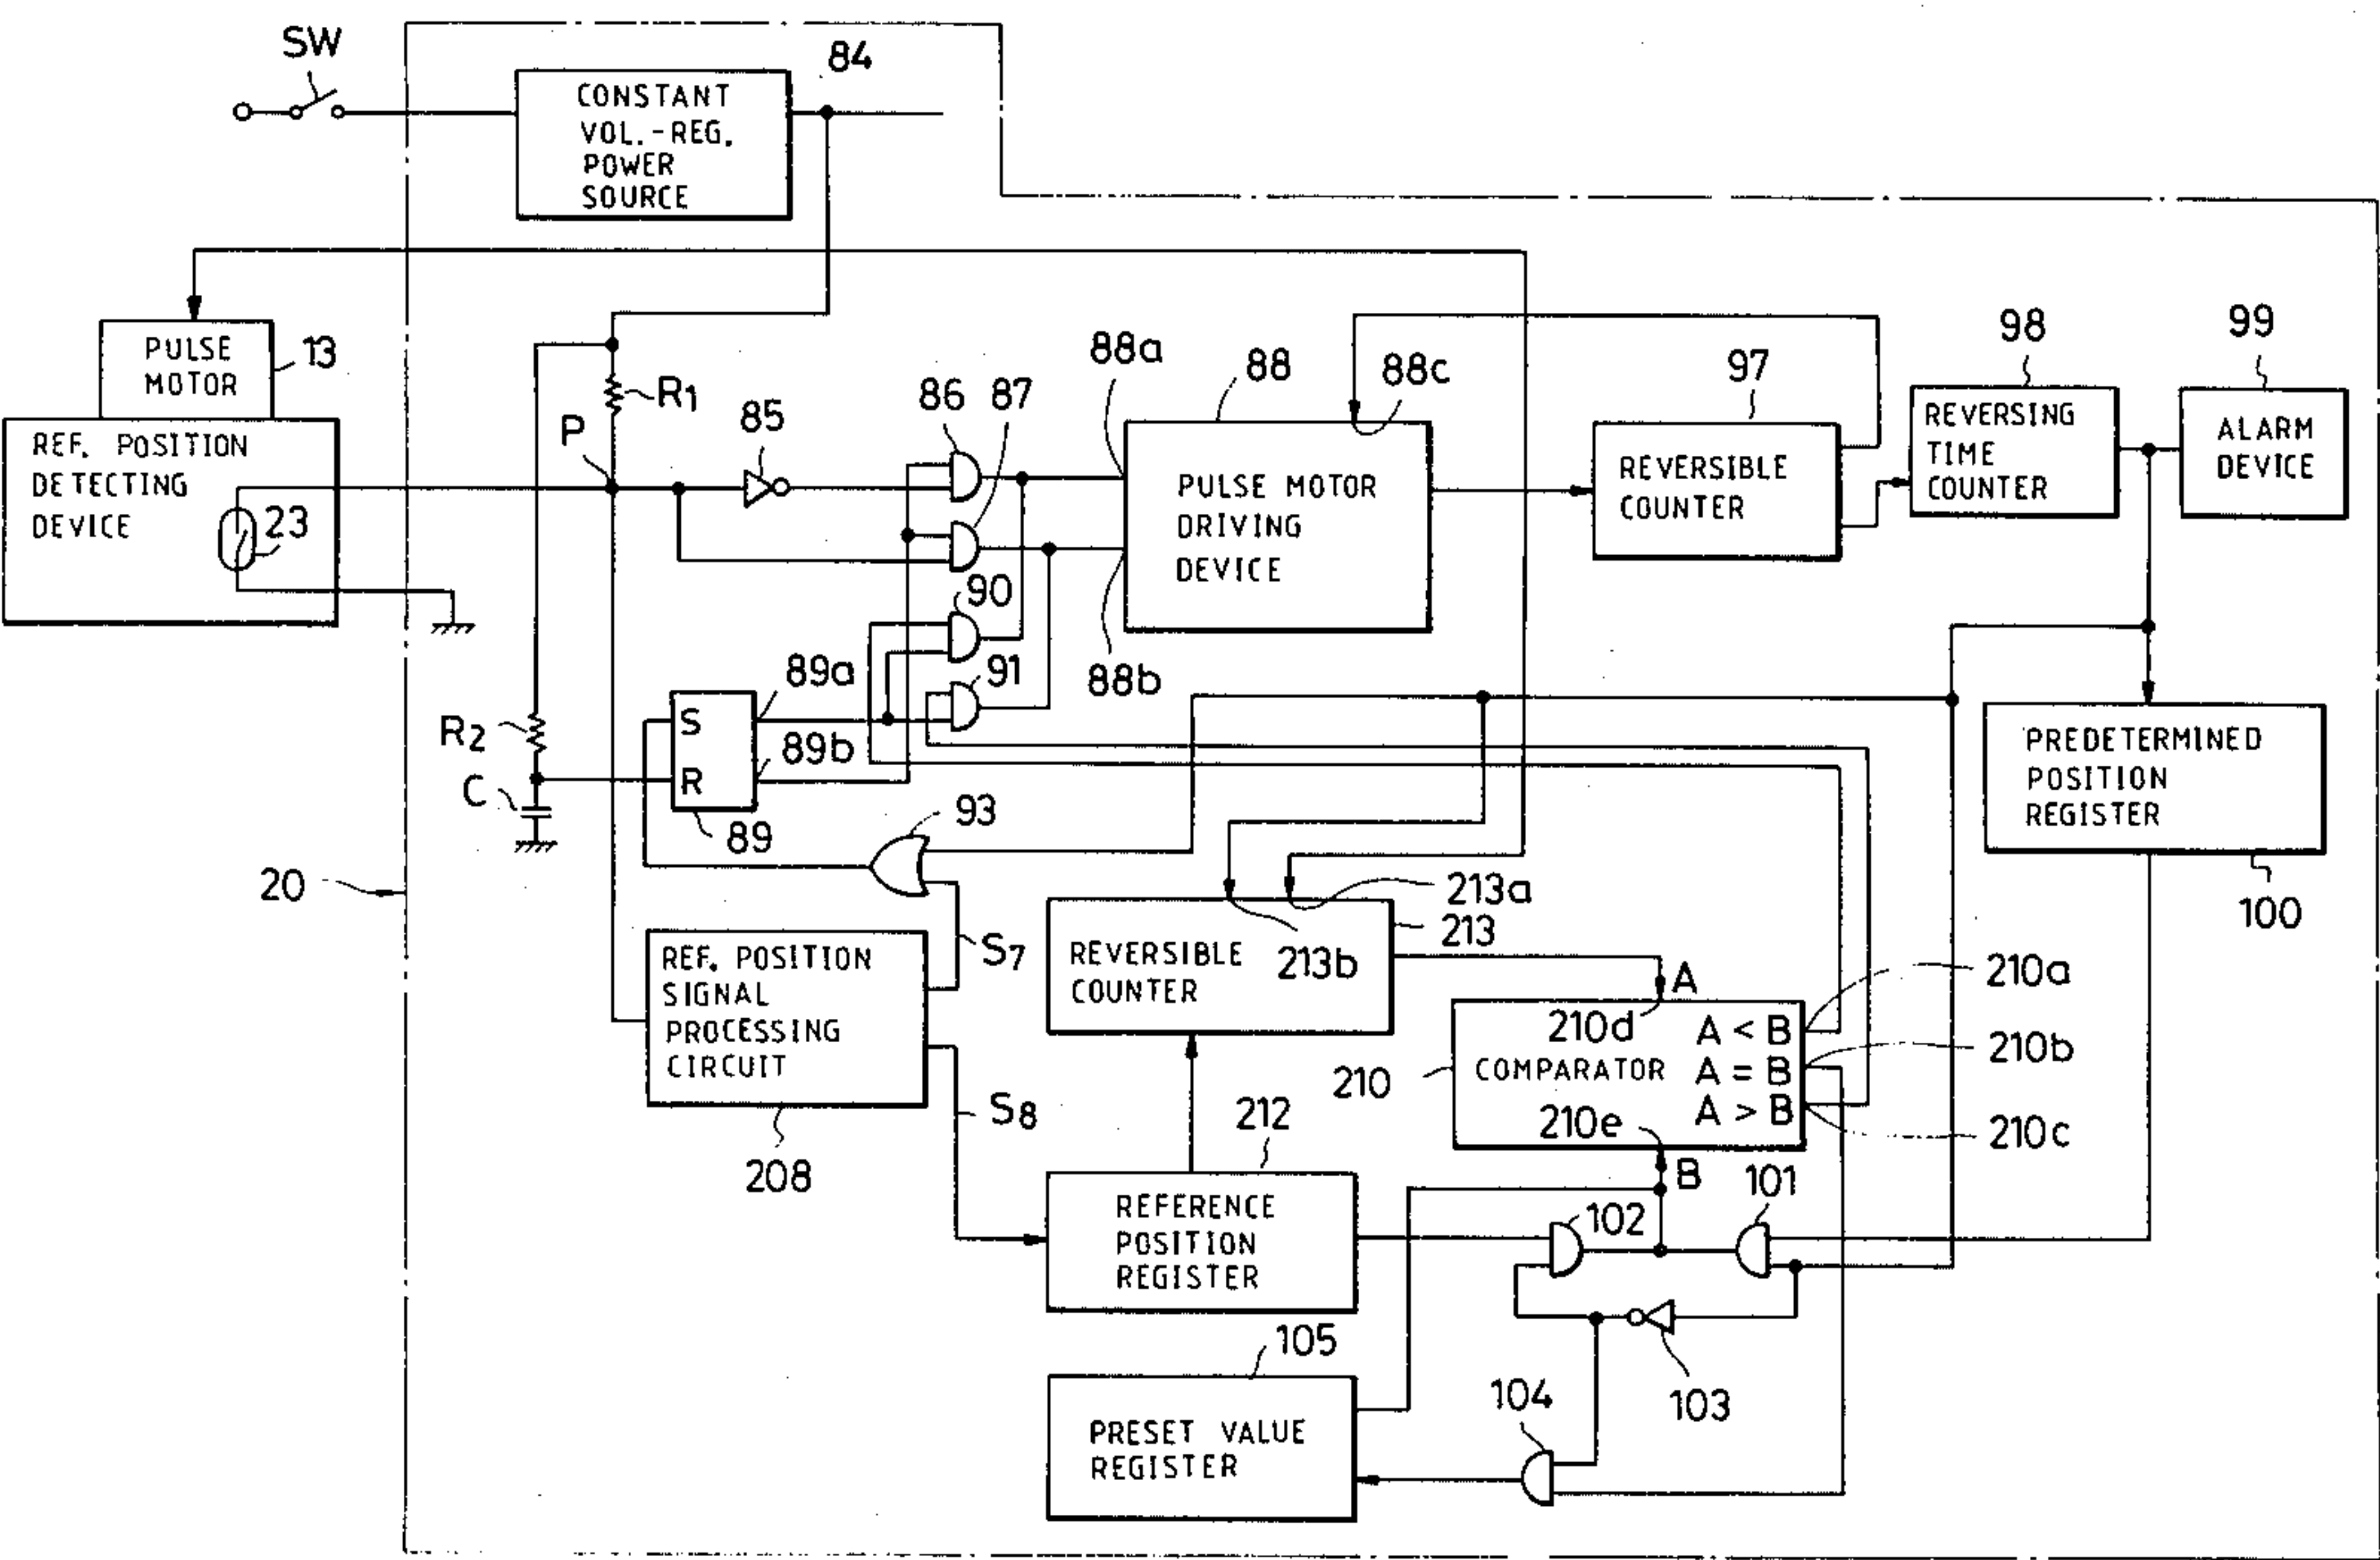 SW
84
CONSTANT
VOL.-REG.
POWER
SOURCE
PULSE
MOTOR
13
REF. POSITION
DETECTING
DEVICE
23
P
R1
85
86
87
88a
88
88c
PULSE MOTOR
DRIVING
DEVICE
88b
97
REVERSIBLE
COUNTER
98
REVERSING
TIME
COUNTER
99
ALARM
DEVICE
90
91
89a
89b
S
R
89
R2
C
93
20
PREDETERMINED
POSITION
REGISTER
100
REF. POSITION
SIGNAL
PROCESSING
CIRCUIT
208
S7
S8
213a
213
213b
REVERSIBLE
COUNTER
A
210d
A < B
COMPARATOR
A = B
A > B
210e
210
210a
210b
210c
B
212
REFERENCE
POSITION
REGISTER
102
101
103
104
105
PRESET VALUE
REGISTER